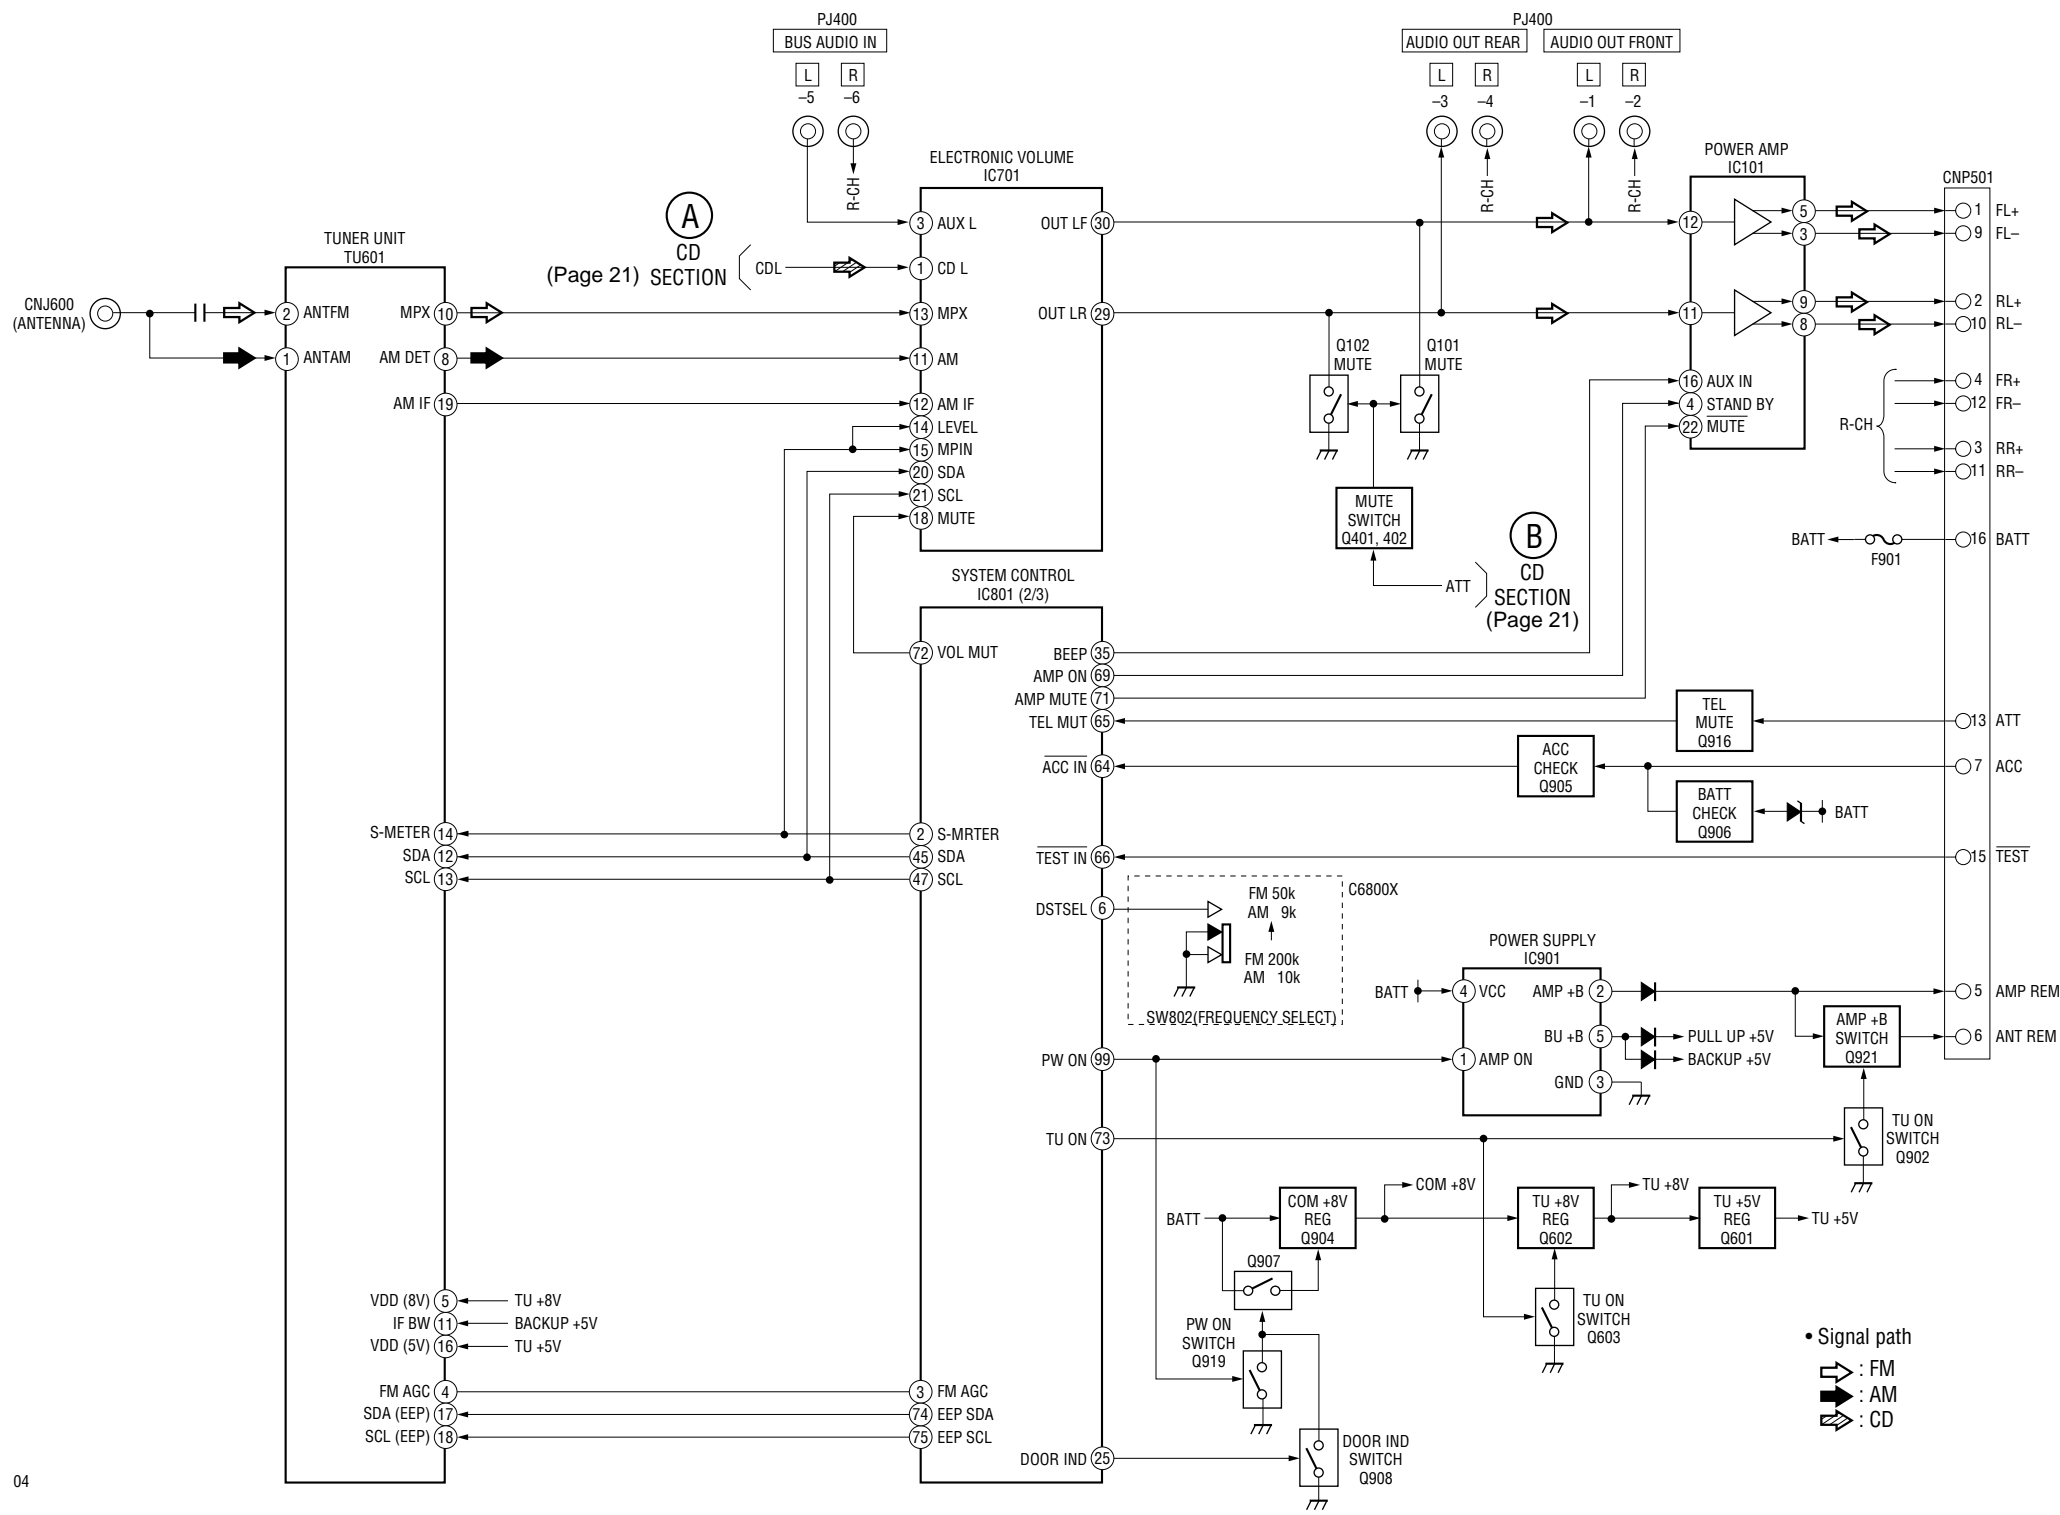 PJ400
BUS AUDIO IN
L
R
–5
–6
R-CH
PJ400
AUDIO OUT REAR
AUDIO OUT FRONT
L
R
L
R
–3
–4
–1
–2
R-CH
R-CH
CNJ600
(ANTENNA)
TUNER UNIT
TU601
2 ANTFM
1 ANTAM
MPX 10
AM DET 8
AM IF 19
S-METER 14
SDA 12
SCL 13
VDD (8V) 5
TU +8V
IF BW 11
BACKUP +5V
VDD (5V) 16
TU +5V
FM AGC 4
SDA (EEP) 17
SCL (EEP) 18
A
CD
(Page 21) SECTION
CDL
ELECTRONIC VOLUME
IC701
3 AUX L
1 CD L
13 MPX
11 AM
12 AM IF
14 LEVEL
15 MPIN
20 SDA
21 SCL
18 MUTE
OUT LF 30
OUT LR 29
SYSTEM CONTROL
IC801 (2/3)
72 VOL MUT
2 S-MRTER
45 SDA
47 SCL
3 FM AGC
74 EEP SDA
75 EEP SCL
BEEP 35
AMP ON 69
AMP MUTE 71
TEL MUT 65
ACC IN 64
TEST IN 66
DSTSEL 6
PW ON 99
TU ON 73
DOOR IND 25
Q102
MUTE
Q101
MUTE
MUTE
SWITCH
Q401, 402
ATT
B
CD
SECTION
(Page 21)
POWER AMP
IC101
12
11
5
3
9
8
16 AUX IN
4 STAND BY
22 MUTE
CNP501
1 FL+
9 FL–
2 RL+
10 RL–
4 FR+
12 FR–
R-CH
3 RR+
11 RR–
BATT
F901
16 BATT
TEL
MUTE
Q916
13 ATT
ACC
CHECK
Q905
7 ACC
BATT
CHECK
Q906
BATT
15 TEST
C6800X
FM 50k
AM 9k
FM 200k
AM 10k
SW802(FREQUENCY SELECT)
POWER SUPPLY
IC901
BATT
4 VCC
1 AMP ON
AMP +B 2
BU +B 5
GND 3
PULL UP +5V
BACKUP +5V
5 AMP REM
AMP +B
SWITCH
Q921
6 ANT REM
TU ON
SWITCH
Q902
BATT
COM +8V
REG
Q904
COM +8V
TU +8V
REG
Q602
TU +8V
TU +5V
REG
Q601
TU +5V
Q907
PW ON
SWITCH
Q919
TU ON
SWITCH
Q603
DOOR IND
SWITCH
Q908
• Signal path
: FM
: AM
: CD
04